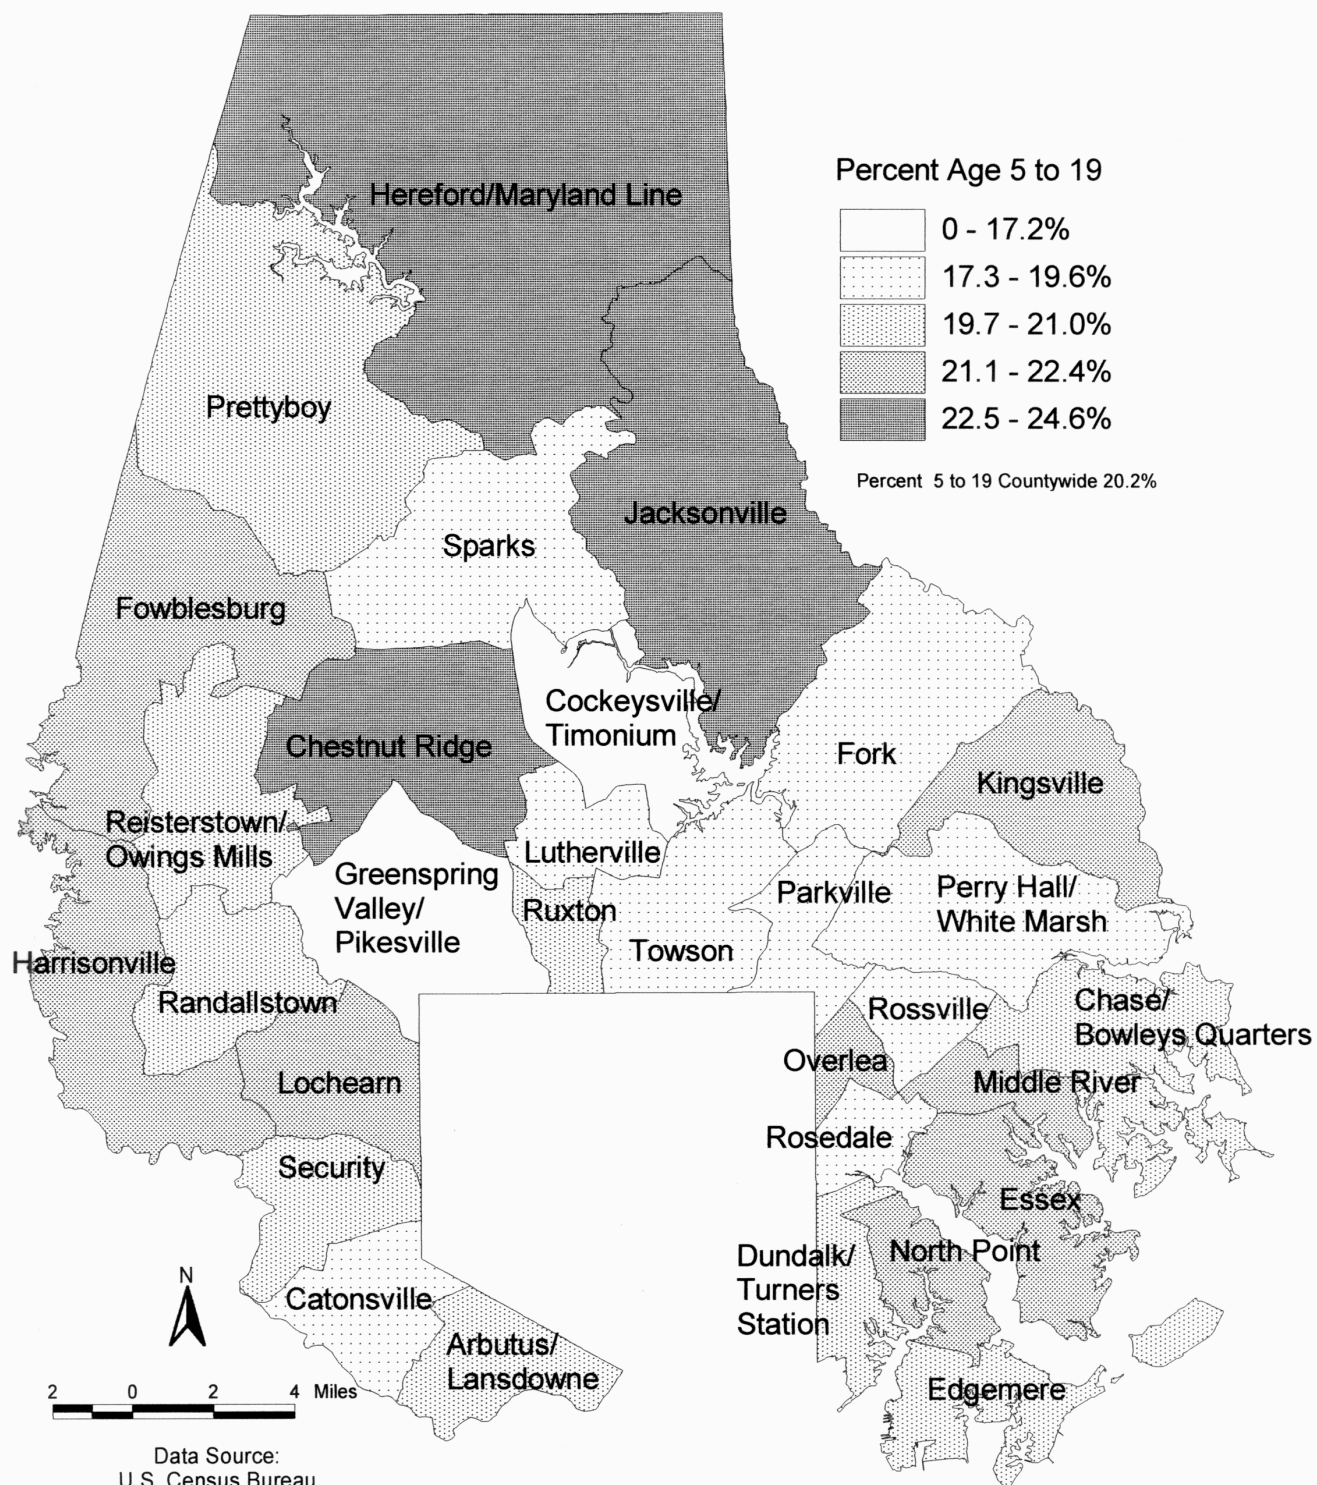 Hereford/Maryland Line
Percent Age 5 to 19
0 - 17.2%
17.3 - 19.6%
19.7 - 21.0%
21.1 - 22.4%
22.5 - 24.6%
Percent 5 to 19 Countywide 20.2%
Prettyboy
Jacksonville
Sparks
Fowblesburg
Cockeysville/
Timonium
Chestnut Ridge
Fork
Kingsville
Reisterstown/
Owings Mills
Lutherville
Greenspring
Valley/
Pikesville
Ruxton
Parkville
Perry Hall/
White Marsh
Towson
Harrisonville
Randallstown
Rossville
Chase/
Bowleys Quarters
Overlea
Middle River
Lochearn
Rosedale
Security
Essex
North Point
Dundalk/
Turners
Station
N
Catonsville
Arbutus/
Lansdowne
Edgemere
2 0 2 4 Miles
Data Source:
U.S. Census Bureau